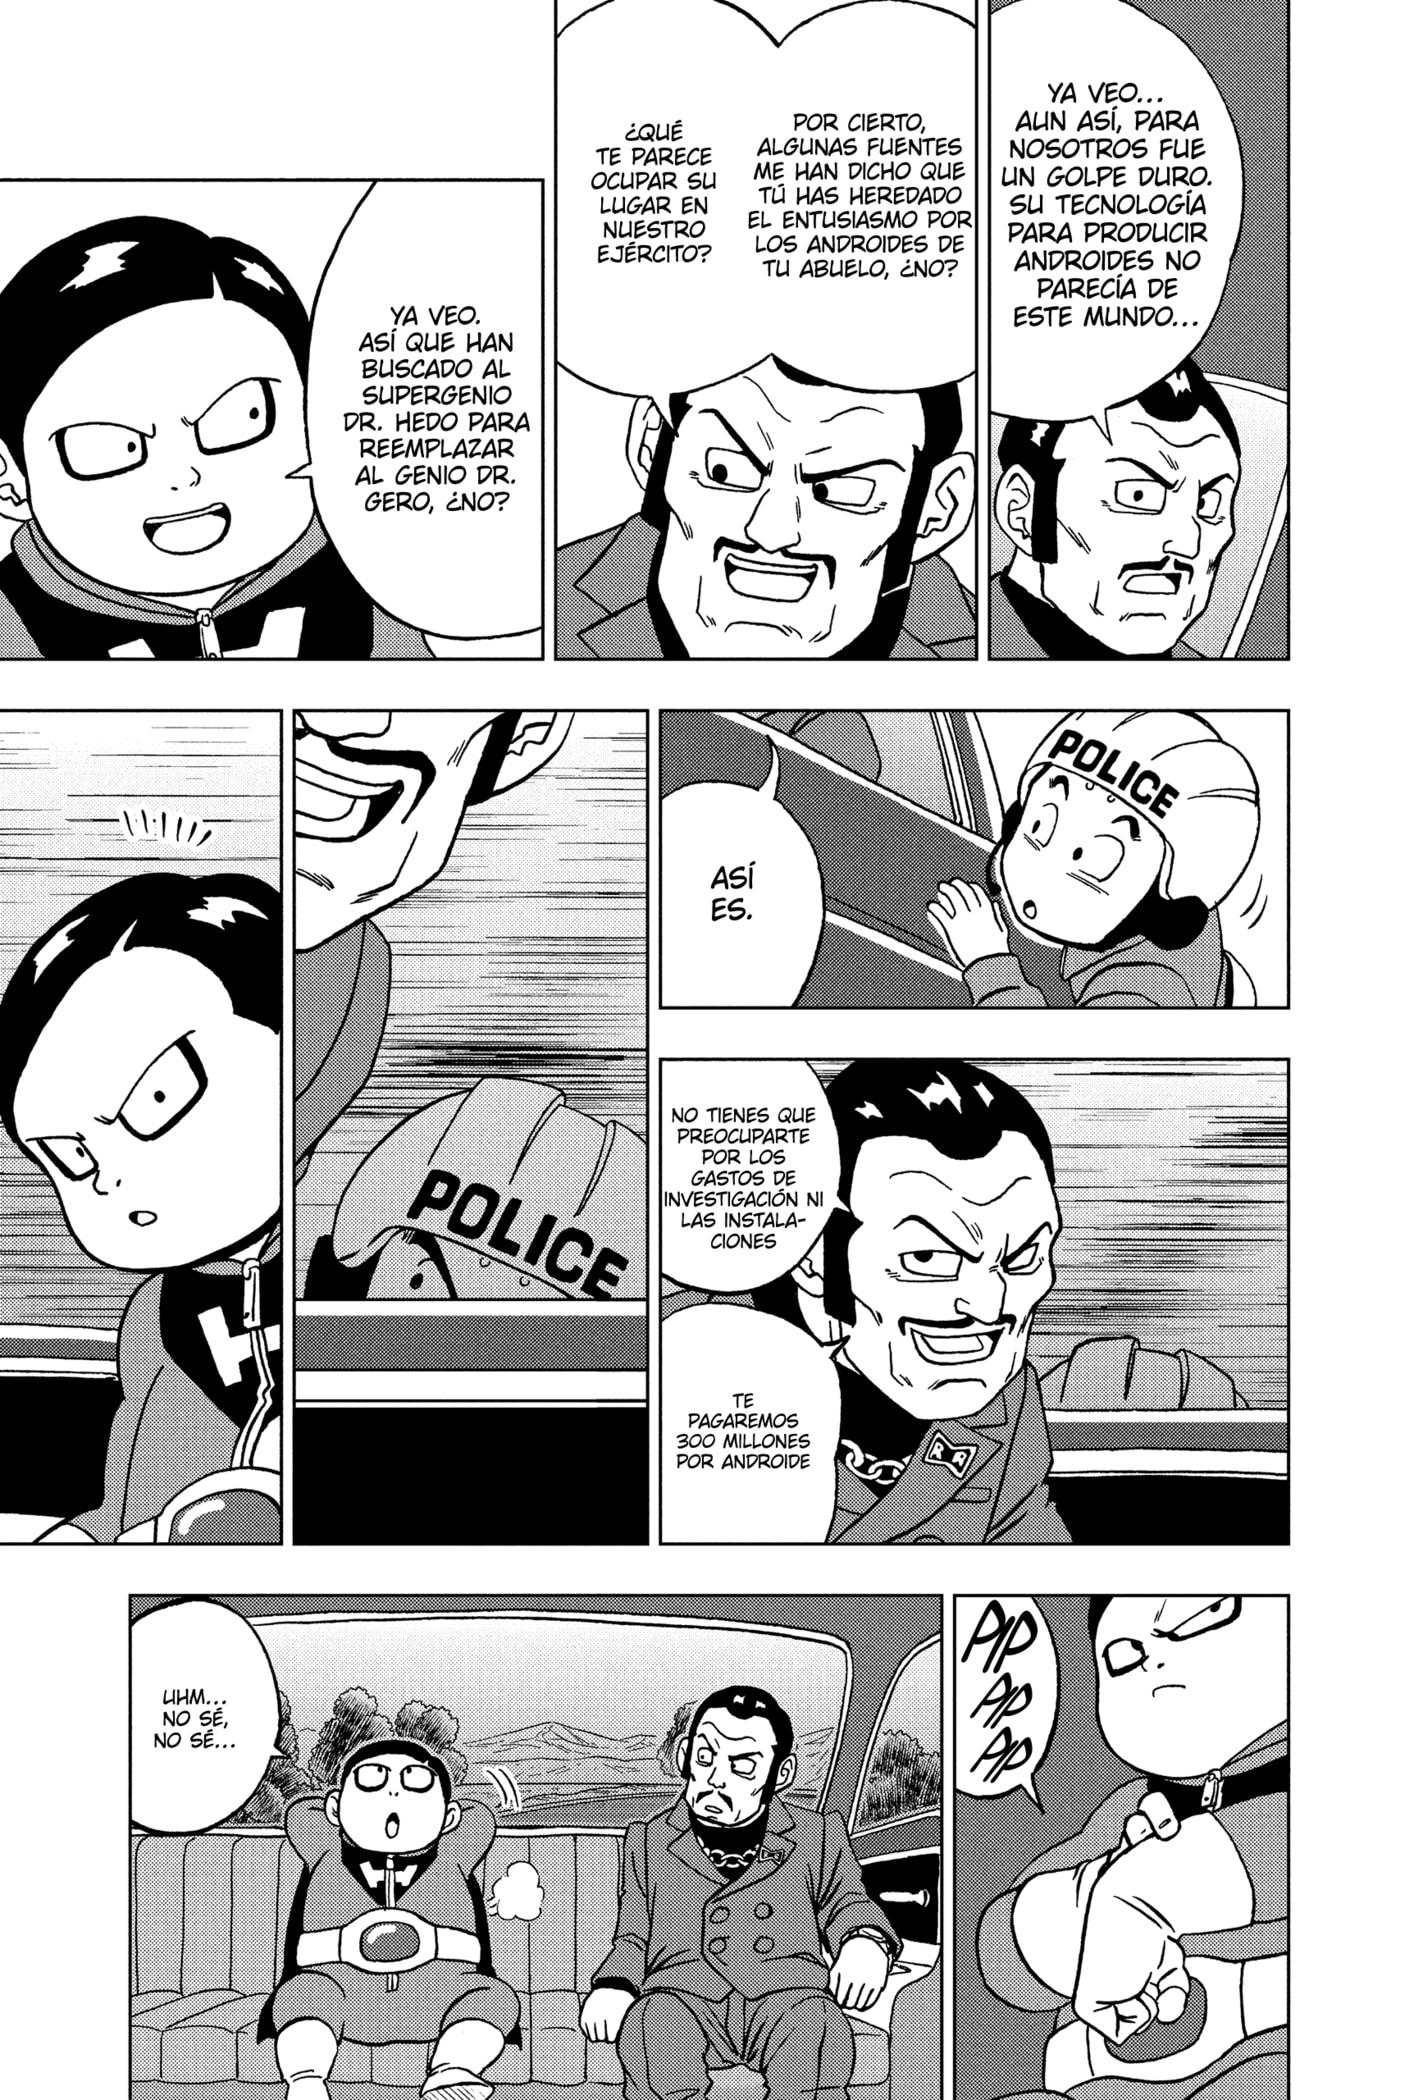 YA VEO...
AUN ASÍ, PARA
NOSOTROS FUE
UN GOLPE DURO.
SU TECNOLOGÍA
PARA PRODUCIR
ANDROIDES NO
PARECÍA DE
ESTE MUNDO...
POR CIERTO,
ALGUNAS FUENTES
ME HAN DICHO QUE
TÚ HAS HEREDADO
EL ENTUSIASMO POR
LOS ANDROIDES DE
TU ABUELO, ¿NO?
¿QUÉ
TE PARECE
OCUPAR SU
LUGAR EN
NUESTRO
EJÉRCITO?
YA VEO.
ASÍ QUE HAN
BUSCADO AL
SUPERGENIO
DR. HEDO PARA
REEMPLAZAR
AL GENIO DR.
GERO, ¿NO?
H
POLICE
ASÍ
ES.
NO TIENES QUE
PREOCUPARTE
POR LOS
GASTOS DE
INVESTIGACIÓN NI
LAS INSTALA-
CIONES
TE
PAGAREMOS
300 MILLONES
POR ANDROIDE
RR
POLICE
H
PIP
PIP
PIP
UHM...
NO SÉ,
NO SÉ...
H